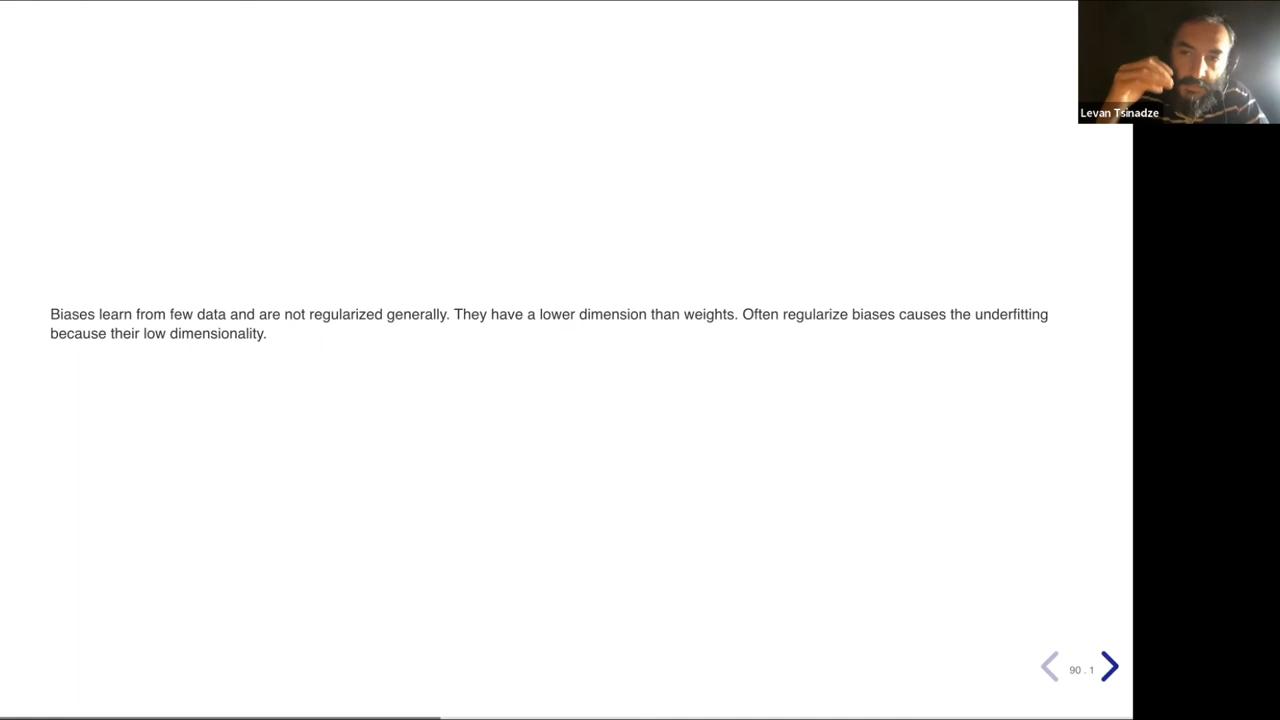 Levan Tsinadze
Biases learn from few data and are not regularized generally. They have a lower dimension than weights. Often regularize biases causes the underfitting
because their low dimensionality.
90 . 1